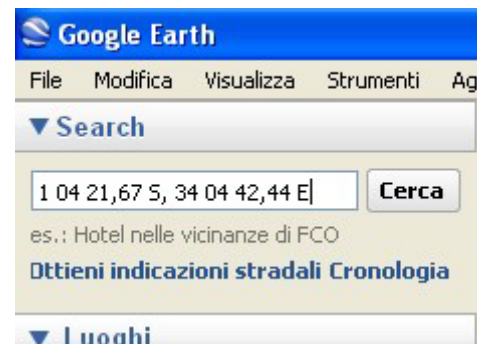 Google Earth
File Modifica Visualizza Strumenti Ag
▼ Search
1 04 21,67 S, 34 04 42,44 E Cerca
es.: Hotel nelle vicinanze di FCO
Ottieni indicazioni stradali Cronologia
▼ Luoghi